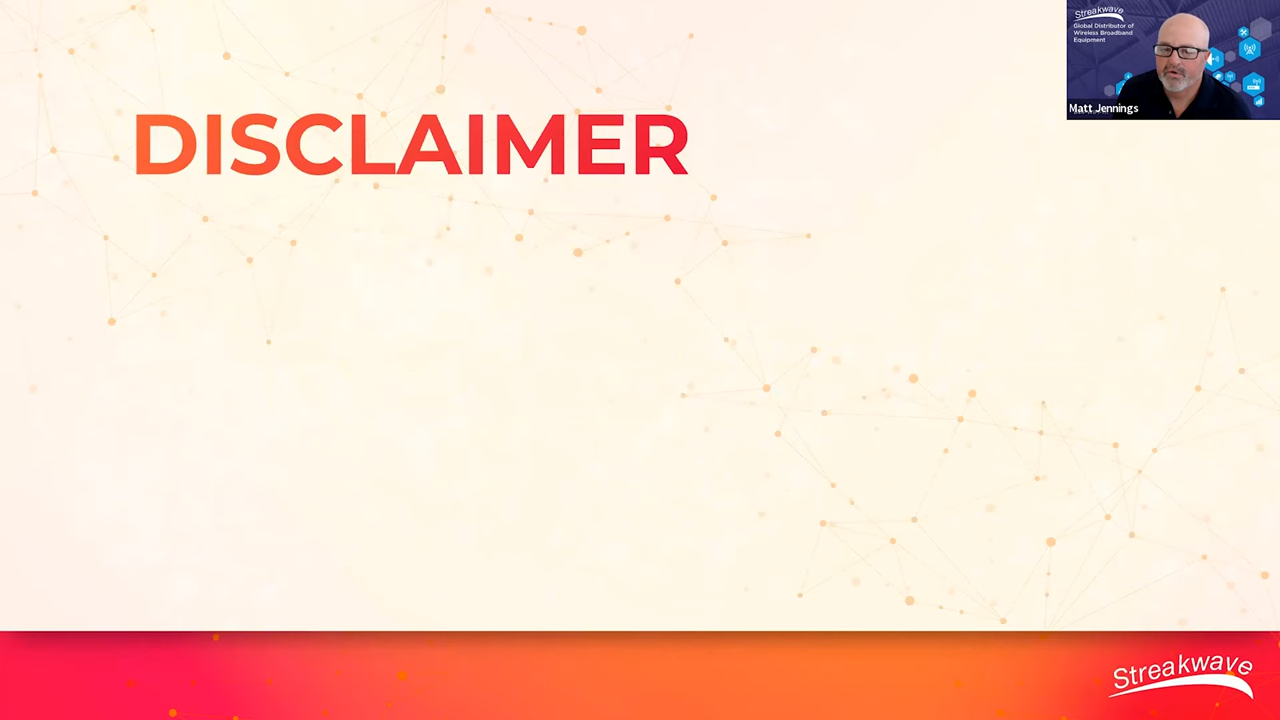 DISCLAIMER
Streakwave
Global Distributor of
Wireless Broadband
Equipment
Matt Jennings
Streakwave